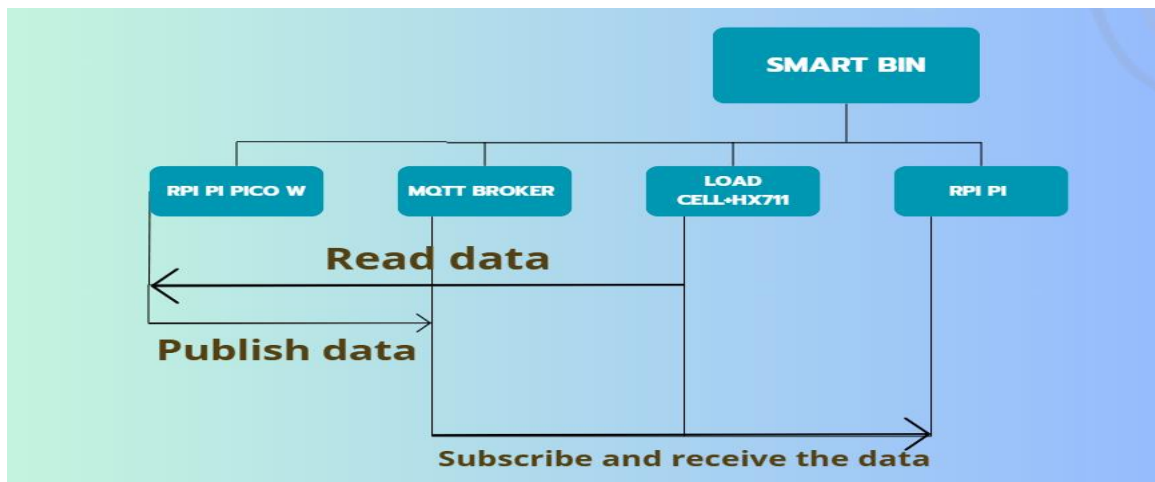 SMART BIN
RPI PI PICO W
MQTT BROKER
LOAD
CELL+HX711
RPI PI
Read data
Publish data
Subscribe and receive the data